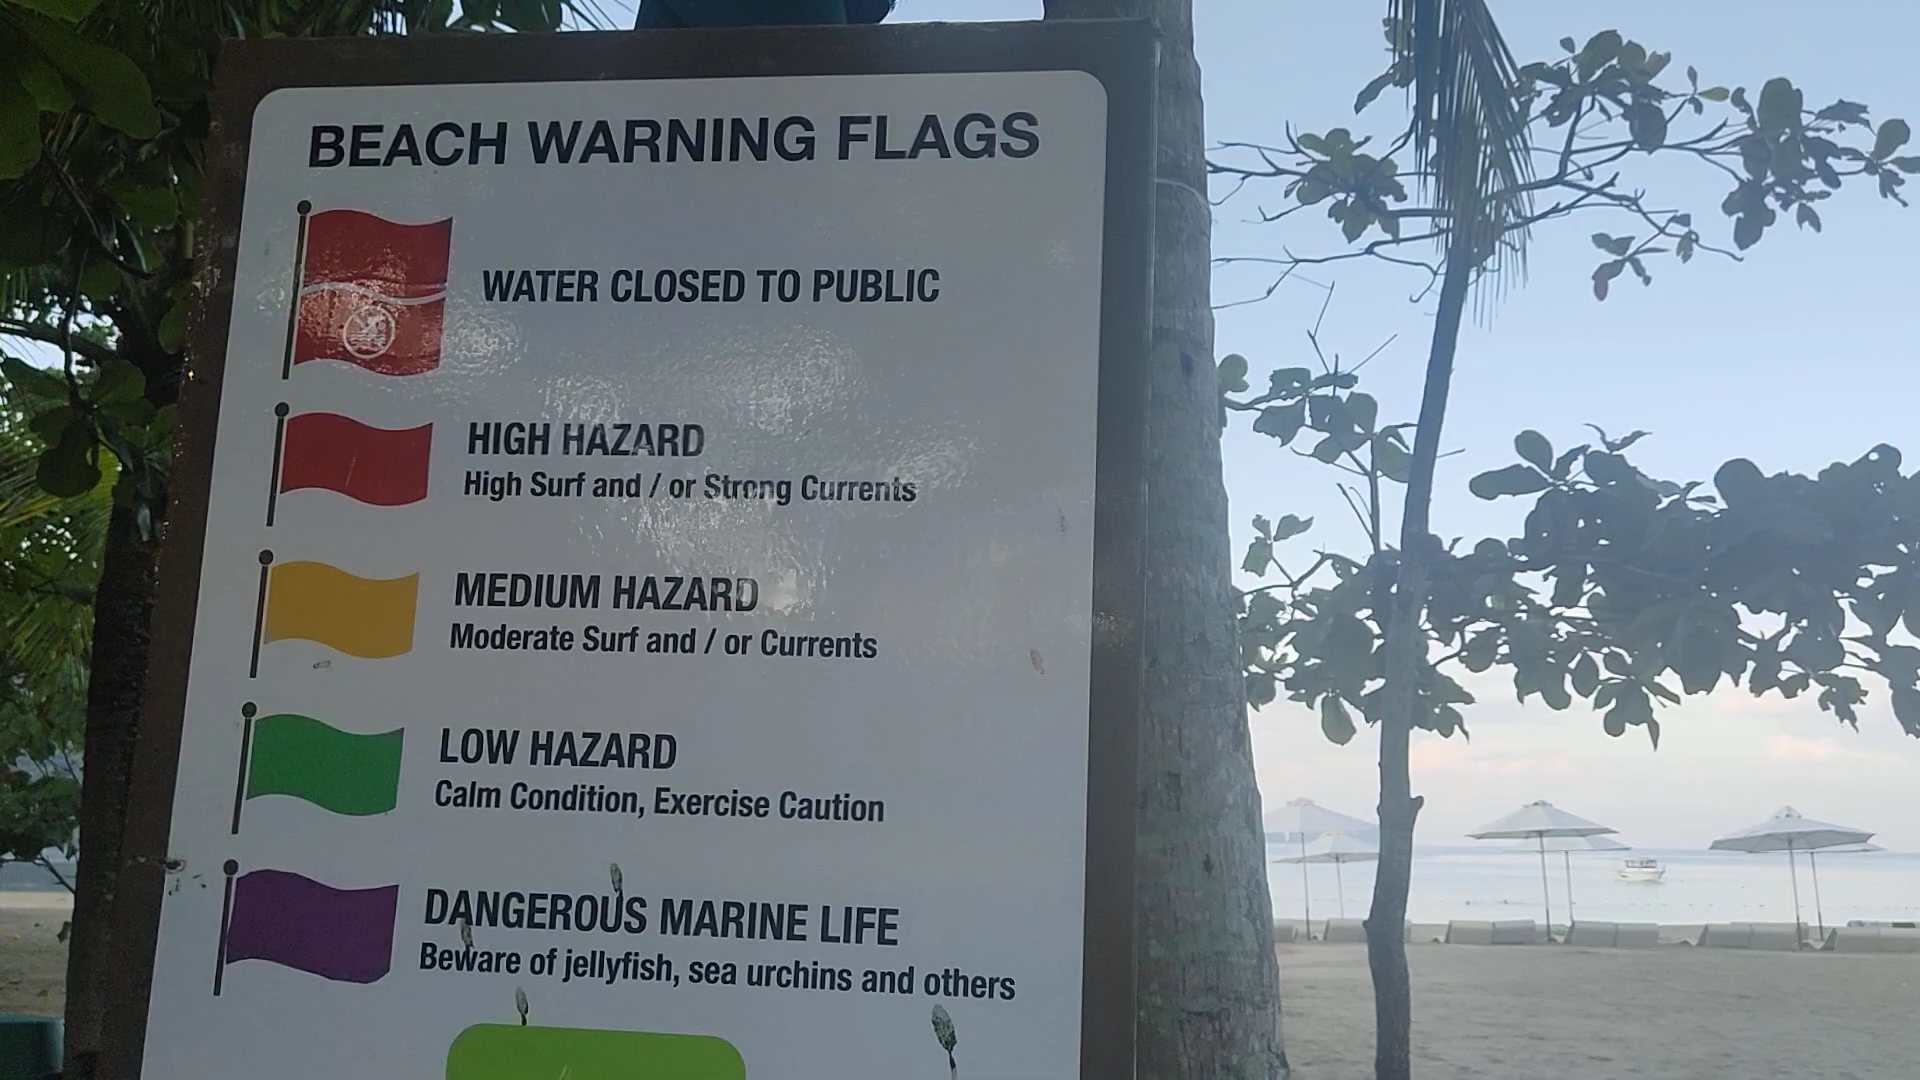 BEACH WARNING FLAGS
WATER CLOSED TO PUBLIC
HIGH HAZARD
High Surf and / or Strong Currents
MEDIUM HAZARD
Moderate Surf and / or Currents
LOW HAZARD
Calm Condition, Exercise Caution
DANGEROUS MARINE LIFE
Beware of jellyfish, sea urchins and others